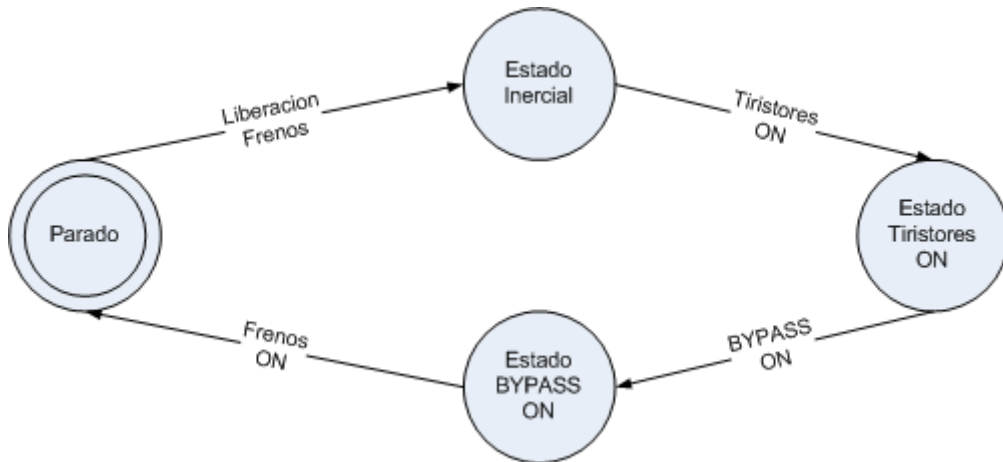 Estado
Inercial
Liberacion
Frenos
Tiristores
ON
Parado
Estado
Tiristores
ON
Frenos
ON
BYPASS
ON
Estado
BYPASS
ON